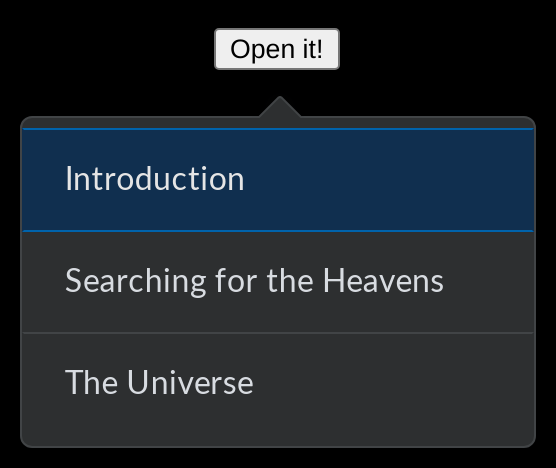 Open it!
Introduction
Searching for the Heavens
The Universe